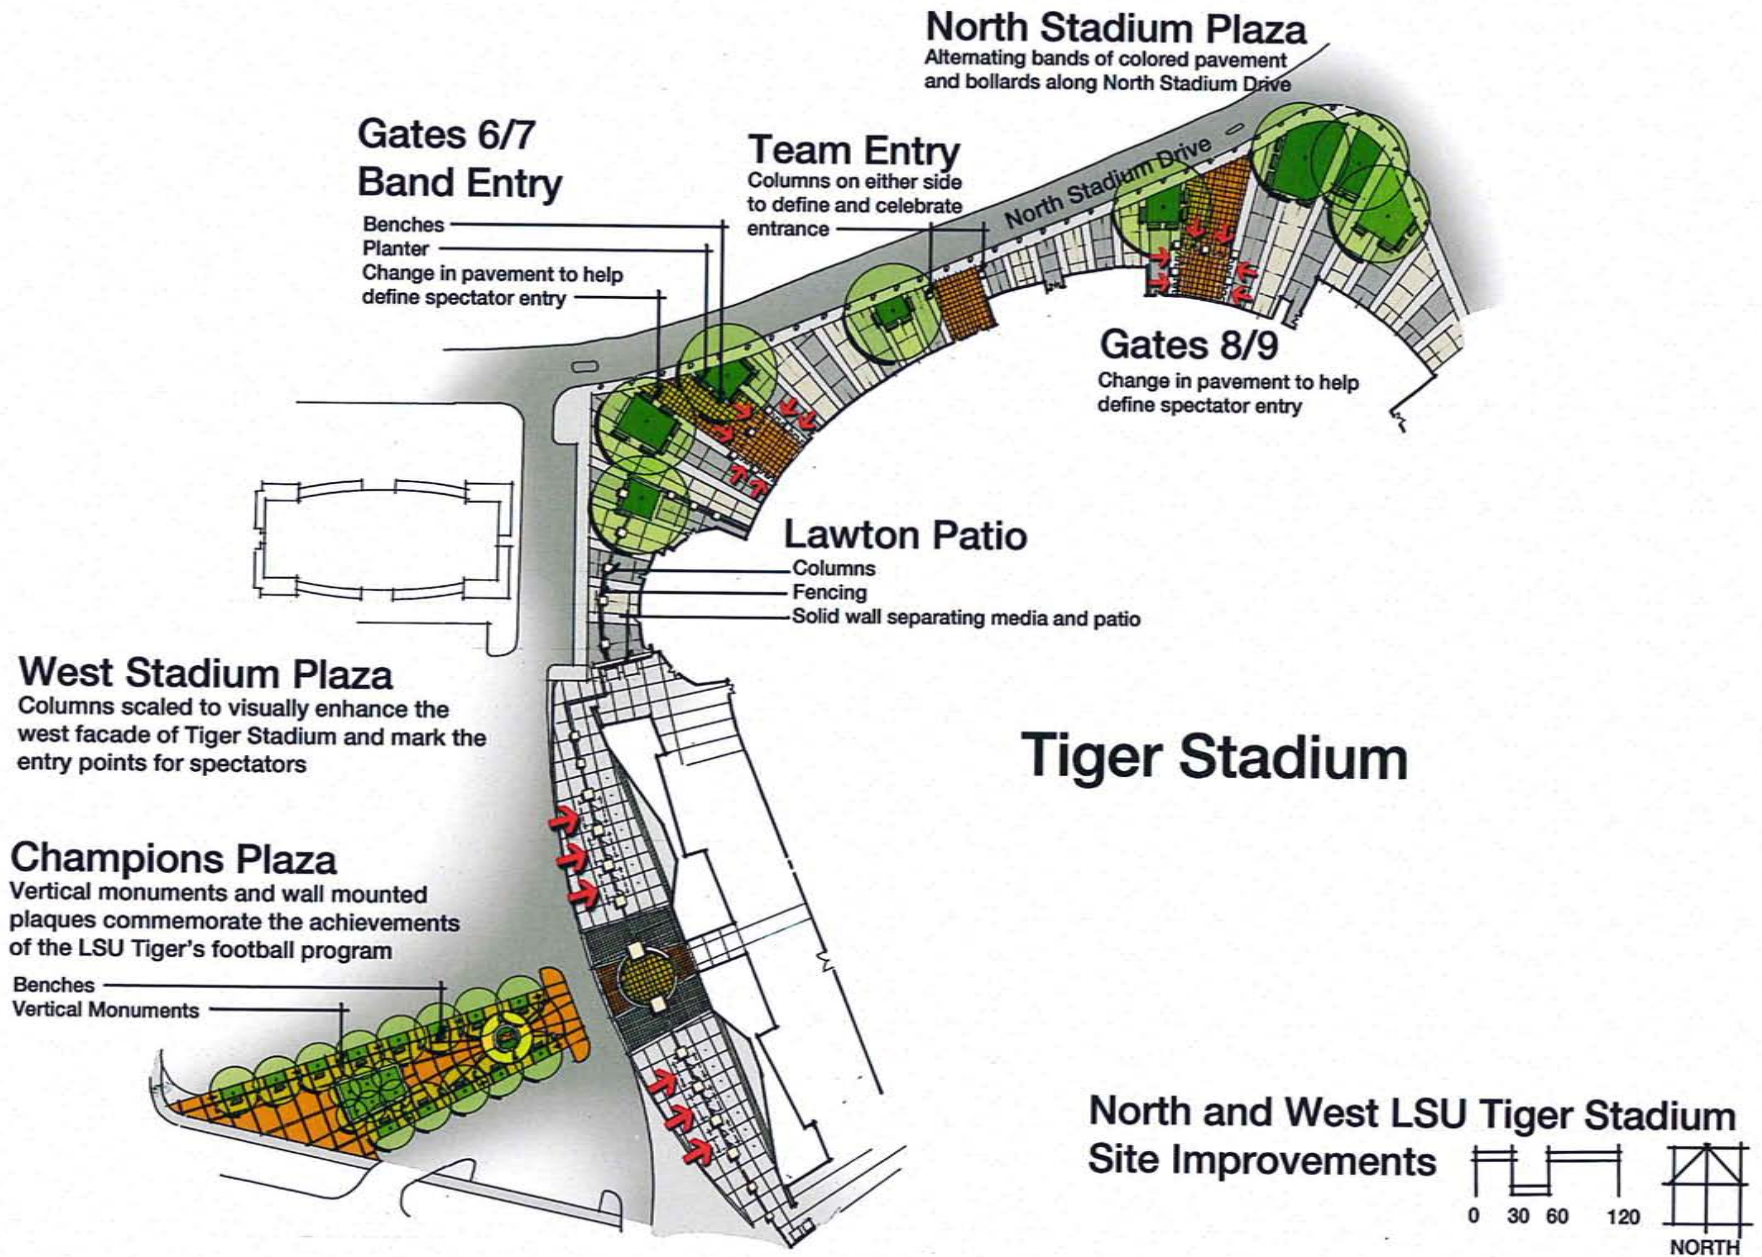 North Stadium Plaza
Alternating bands of colored pavement
and bollards along North Stadium Drive
Gates 6/7
Band Entry
Benches
Planter
Change in pavement to help
define spectator entry
Team Entry
Columns on either side
to define and celebrate
entrance
North Stadium Drive
Gates 8/9
Change in pavement to help
define spectator entry
Lawton Patio
Columns
Fencing
Solid wall separating media and patio
West Stadium Plaza
Columns scaled to visually enhance the
west facade of Tiger Stadium and mark the
entry points for spectators
Tiger Stadium
Champions Plaza
Vertical monuments and wall mounted
plaques commemorate the achievements
of the LSU Tiger's football program
Benches
Vertical Monuments
North and West LSU Tiger Stadium
Site Improvements
0 30 60 120
NORTH